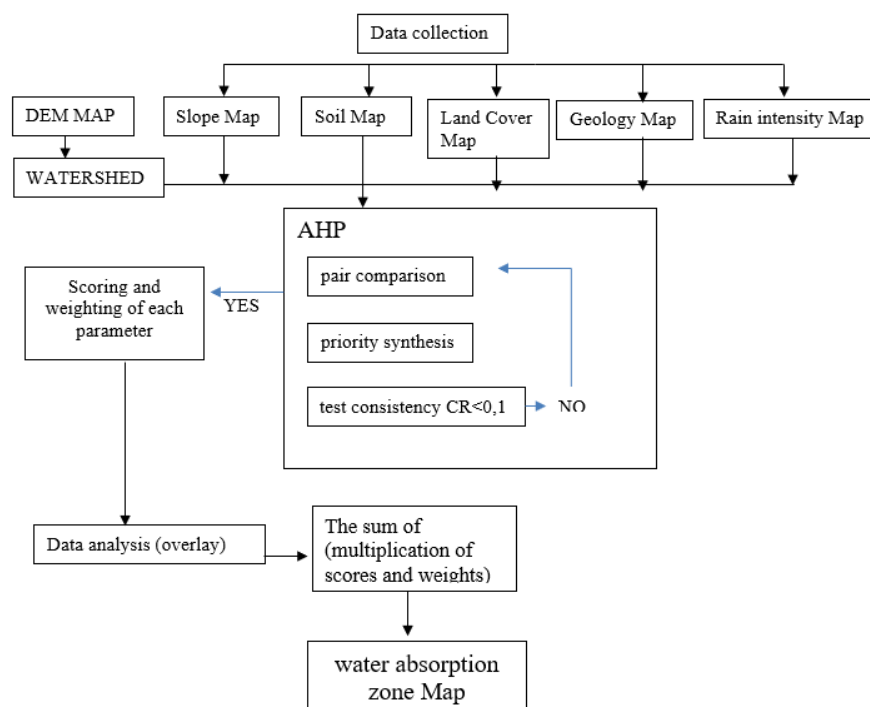 Data collection
DEM MAP
Slope Map
Soil Map
Land Cover
Map
Geology Map
Rain intensity Map
WATERSHED
AHP
pair comparison
Scoring and
weighting of each
parameter
YES
priority synthesis
test consistency CR<0,1
NO
Data analysis (overlay)
The sum of
(multiplication of
scores and weights)
water absorption
zone Map